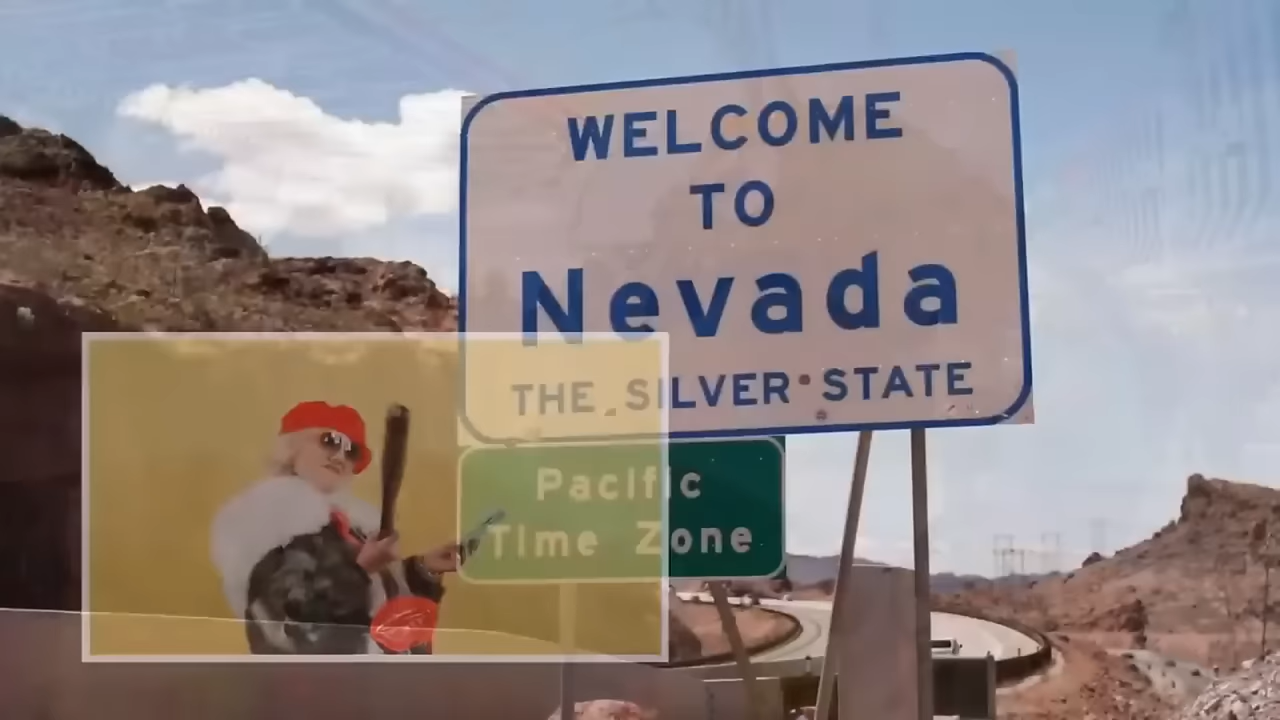 WELCOME
TO
Nevada
THE SILVER STATE
Pacific
Time Zone